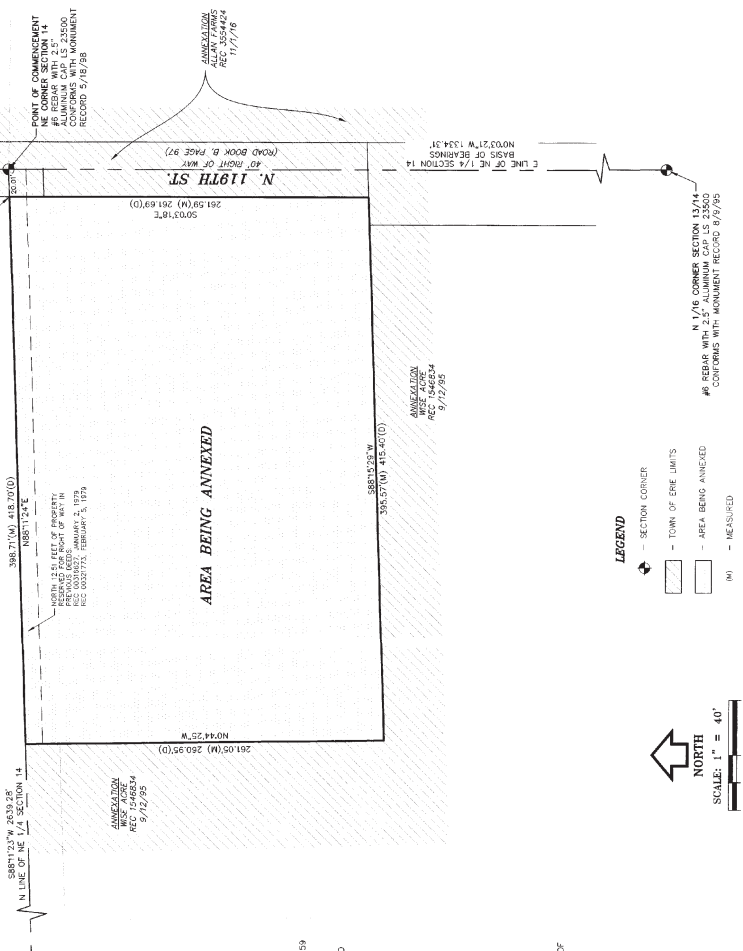 POINT OF COMMENCEMENT
NE CORNER SECTION 14
#6 REBAR WITH 2.5"
ALUMINUM CAP LS 23500
CONFORMS WITH MONUMENT
RECORD 5/18/98
ANNEXATION
ALLAN FARMS
REC 3554424
11/1/16
20.01'
N. 119TH ST.
40' RIGHT OF WAY
(ROAD BOOK B, PAGE 97)
E LINE OF NE 1/4 SECTION 14
BASIS OF BEARINGS
N0°03'21"W 1334.31'
S0°03'18"E
261.59(M) 261.69(D)
398.71'(M) 418.70'(D)
N88°11'24"E
NORTH 12.51 FEET OF PROPERTY
RESERVED FOR RIGHT OF WAY IN
PREVIOUS DEEDS.
REC 00318627, JANUARY 2, 1979
REC 00321773, FEBRUARY 5, 1979
AREA BEING ANNEXED
S88°15'29"W
395.57'(M) 415.40'(D)
ANNEXATION
WISE ACRE
REC 1546834
9/12/95
N0°44'25"W
261.05(M) 260.95(D)
ANNEXATION
WISE ACRE
REC 1546834
9/12/95
S88°11'23"W 2639.28'
N LINE OF NE 1/4 SECTION 14
N 1/16 CORNER SECTION 13/14
#6 REBAR WITH 2.5" ALUMINUM CAP LS 23500
CONFORMS WITH MONUMENT RECORD 8/9/95
LEGEND
- SECTION CORNER
- TOWN OF ERIE LIMITS
- AREA BEING ANNEXED
(M) - MEASURED
NORTH
SCALE: 1" = 40'
59
OF